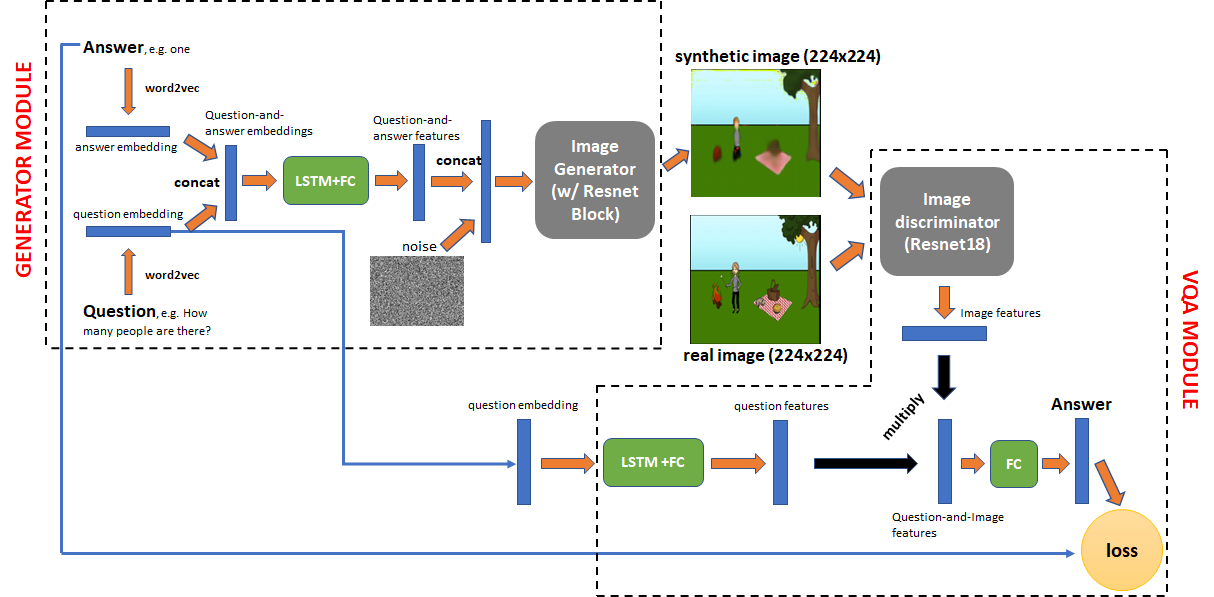 GENERATOR MODULE
Answer, e.g. one
word2vec
answer embedding
Question-and-
answer embeddings
concat
question embedding
word2vec
Question, e.g. How
many people are there?
LSTM+FC
Question-and-
answer features
concat
noise
Image
Generator
(w/ Resnet
Block)
synthetic image (224x224)
real image (224x224)
Image
discriminator
(Resnet18)
Image features
VQA MODULE
question embedding
LSTM +FC
question features
multiply
Question-and-Image
features
FC
Answer
loss